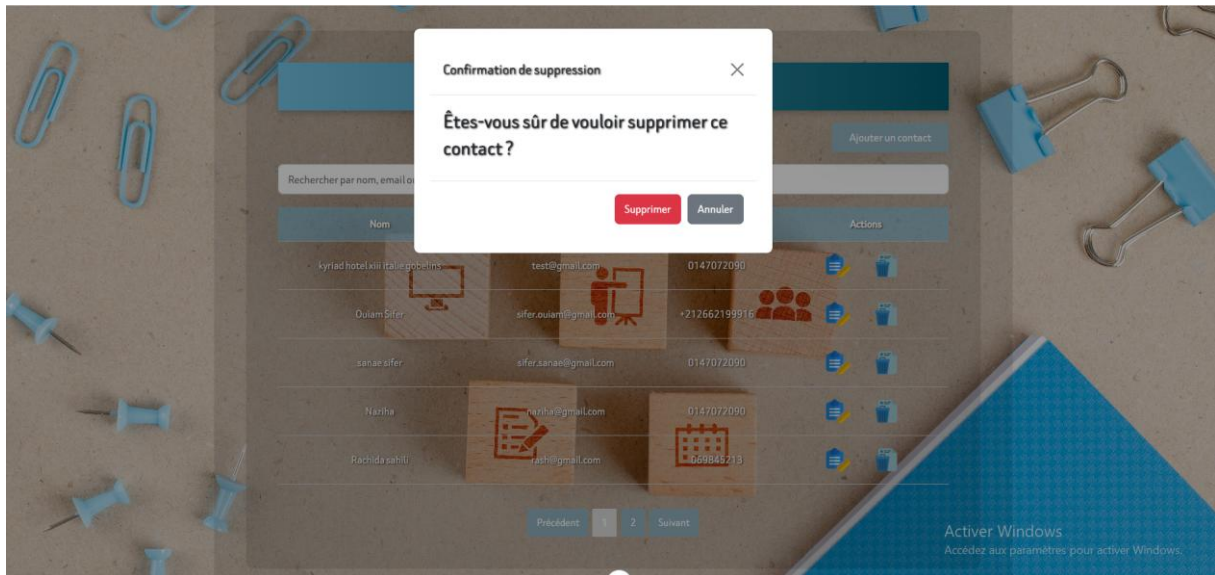 Confirmation de suppression
Êtes-vous sûr de vouloir supprimer ce
contact ?
Supprimer Annuler
Ajouter un contact
Rechercher par nom, email o
Nom Actions
kyriad hotel xiii italie gobelins test@gmail.com 0147072090
Ouiam Sifer sifer.ouiam@gmail.com +212662199916
sanae sifer sifer.sanae@gmail.com 0147072090
Naziha naziha@gmail.com 0147072090
Rachida sahili rash@gmail.com 069845213
Précédent 1 2 Suivant
Activer Windows
Accédez aux paramètres pour activer Windows.